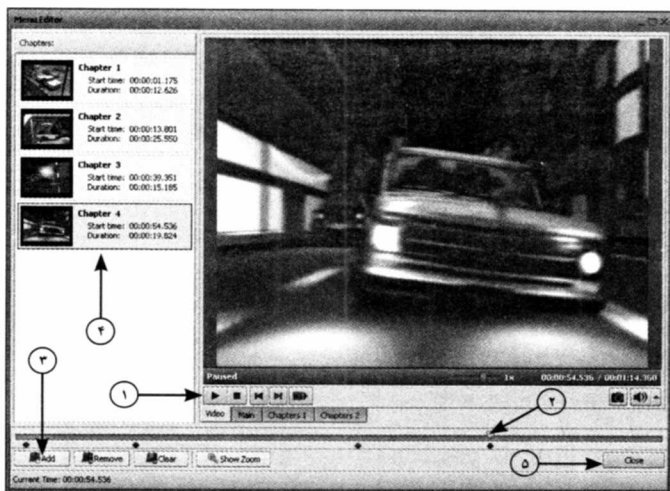 Menu Editor
Chapters:
Chapter 1
Start time: 00:00:01.175
Duration: 00:00:12.626
Chapter 2
Start time: 00:00:13.801
Duration: 00:00:25.550
Chapter 3
Start time: 00:00:39.351
Duration: 00:00:15.185
Chapter 4
Start time: 00:00:54.536
Duration: 00:00:19.824
۴
۳
۱
Paused 1x 00:00:54.536 / 00:01:14.360
Video Main Chapters 1 Chapters 2
۲
Add Remove Clear Show Zoom
۵
Close
Current Time: 00:00:54.536